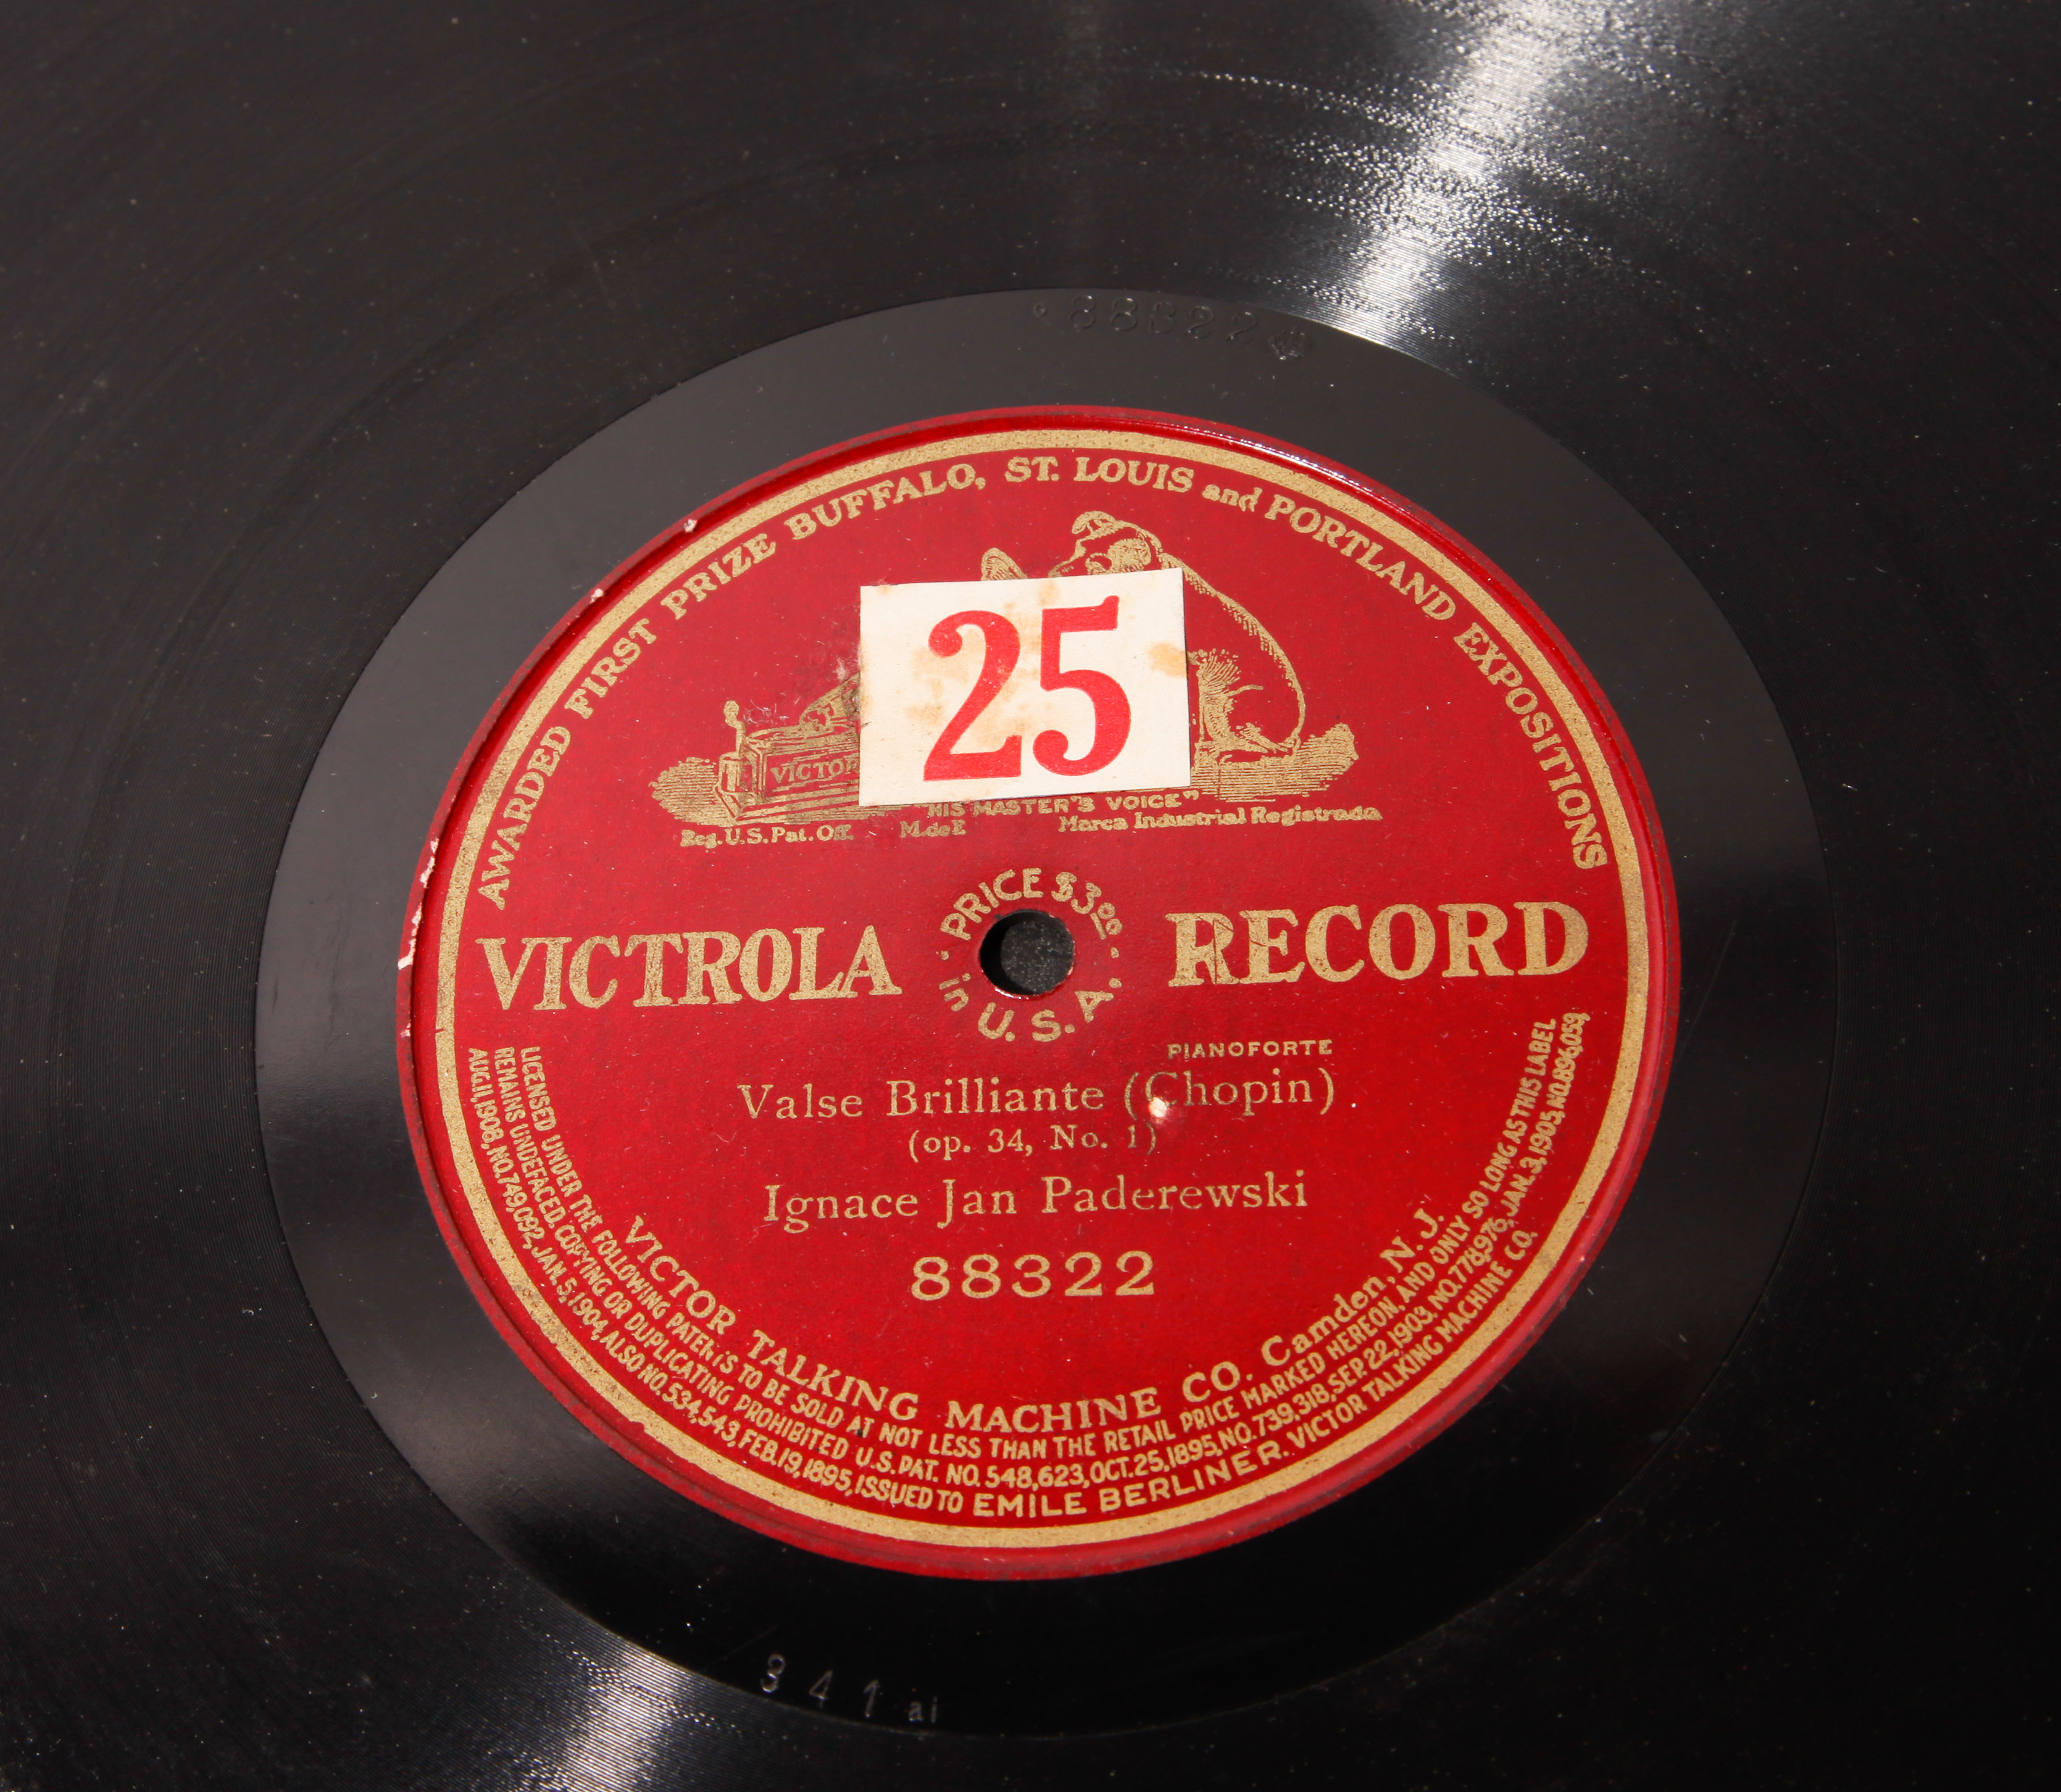 88322
AWARDED FIRST PRIZE BUFFALO, ST. LOUIS and PORTLAND EXPOSITIONS
25
VICTOR
"HIS MASTER'S VOICE"
Reg. U.S. Pat. Off. M. de E Marca Industrial Registrada
PRICE $3.00
VICTROLA RECORD
in U. S. A.
PIANOFORTE
Valse Brilliante (Chopin)
(op. 34, No. 1)
Ignace Jan Paderewski
88322
VICTOR TALKING MACHINE CO. Camden, N. J.
LICENSED UNDER THE FOLLOWING PATENTS TO BE SOLD AT NOT LESS THAN THE RETAIL PRICE MARKED HEREON, AND ONLY SO LONG AS THIS LABEL
REMAINS UNDEFACED. COPYING OR DUPLICATING PROHIBITED U.S. PAT. NO. 548,623, OCT. 25, 1895, NO. 739,318, SEP. 22, 1903 NO. 778,976, JAN. 3, 1905, NO. 896,059,
AUG. 11, 1908, NO. 749,092, JAN. 5, 1904, ALSO NO. 534,543, FEB. 19, 1895, ISSUED TO EMILE BERLINER. VICTOR TALKING MACHINE CO.
341 ai